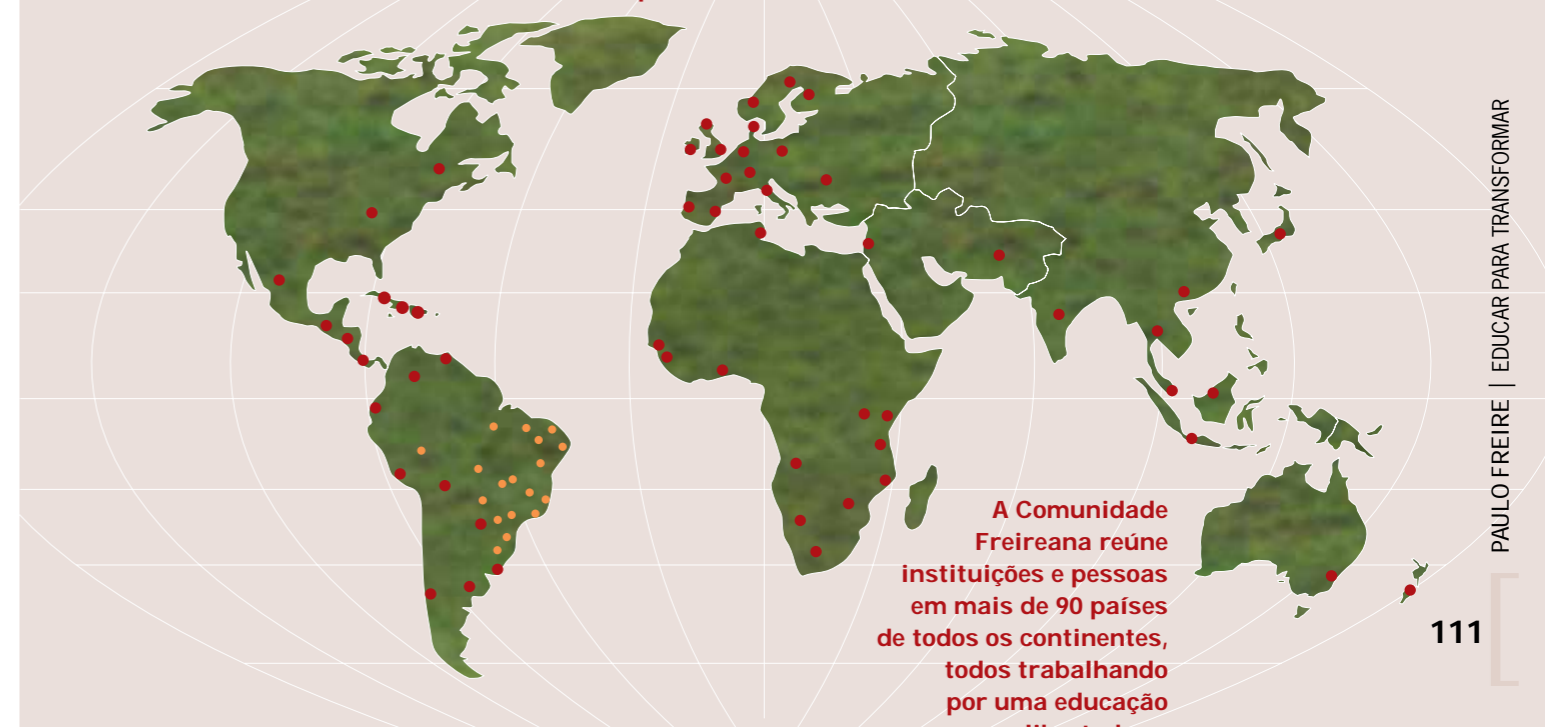 A Comunidade
Freireana reúne
instituições e pessoas
em mais de 90 países
de todos os continentes,
todos trabalhando
por uma educação
PAULO FREIRE | EDUCAR PARA TRANSFORMAR
111